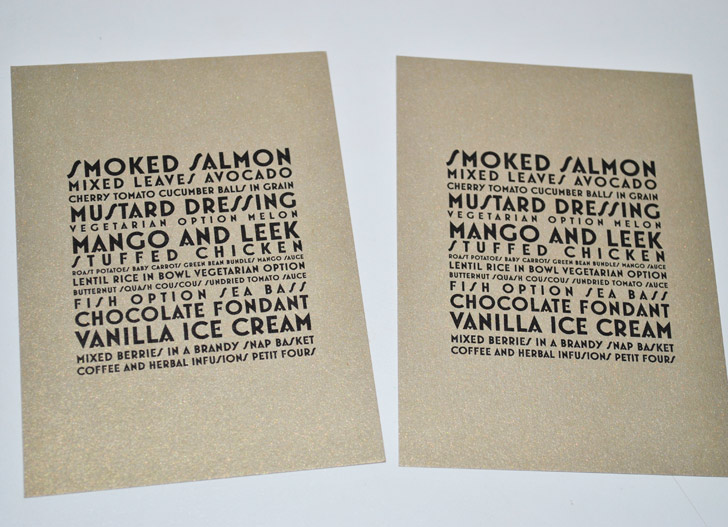 SMOKED SALMON
MIXED LEAVES AVOCADO
CHERRY TOMATO CUCUMBER BALLS IN GRAIN
MUSTARD DRESSING
VEGETARIAN OPTION MELON
MANGO AND LEEK
STUFFED CHICKEN
ROAST POTATOES BABY CARROTS GREEN BEAN BUNDLES MANGO SAUCE
LENTIL RICE IN BOWL VEGETARIAN OPTION
BUTTERNUT SQUASH COUSCOUS SUNDRIED TOMATO SAUCE
FISH OPTION SEA BASS
CHOCOLATE FONDANT
VANILLA ICE CREAM
MIXED BERRIES IN A BRANDY SNAP BASKET
COFFEE AND HERBAL INFUSIONS PETIT FOURS
SMOKED SALMON
MIXED LEAVES AVOCADO
CHERRY TOMATO CUCUMBER BALLS IN GRAIN
MUSTARD DRESSING
VEGETARIAN OPTION MELON
MANGO AND LEEK
STUFFED CHICKEN
ROAST POTATOES BABY CARROTS GREEN BEAN BUNDLES MANGO SAUCE
LENTIL RICE IN BOWL VEGETARIAN OPTION
BUTTERNUT SQUASH COUSCOUS SUNDRIED TOMATO SAUCE
FISH OPTION SEA BASS
CHOCOLATE FONDANT
VANILLA ICE CREAM
MIXED BERRIES IN A BRANDY SNAP BASKET
COFFEE AND HERBAL INFUSIONS PETIT FOURS